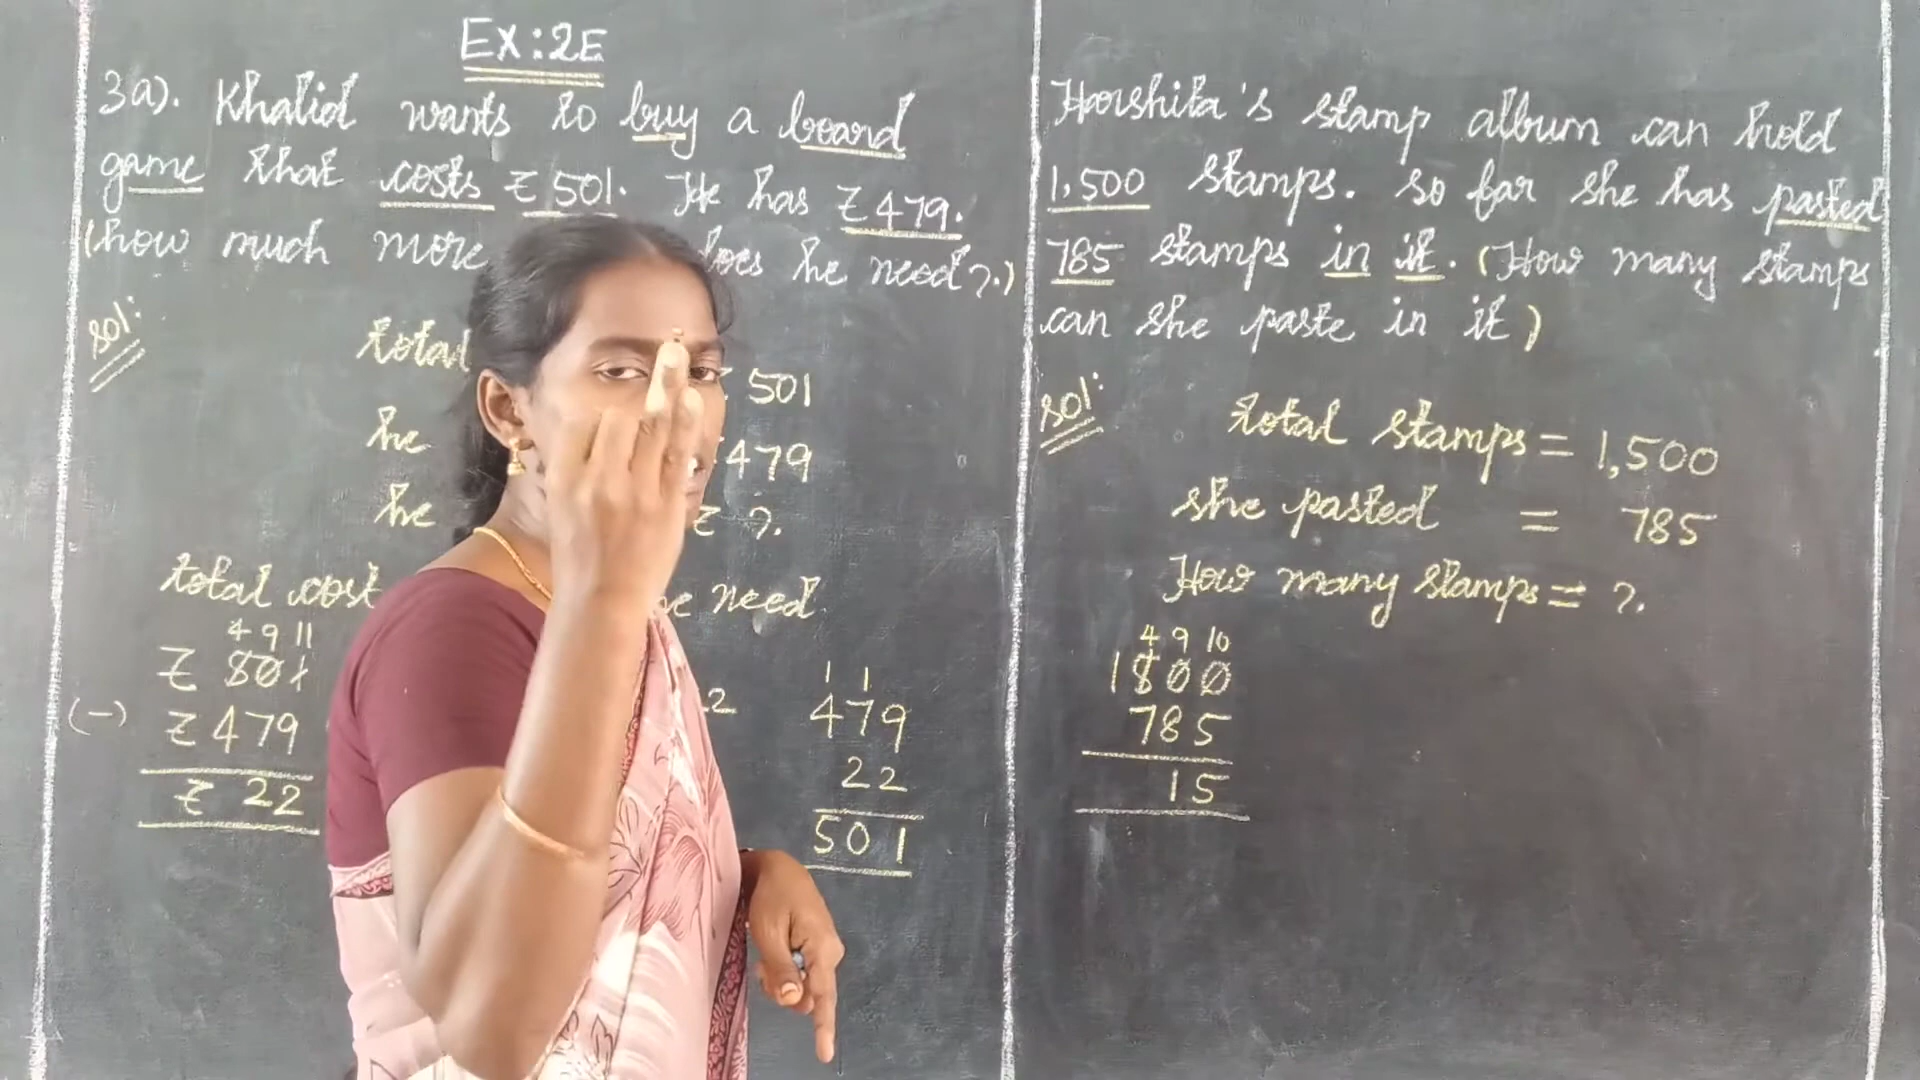 EX:2E
3a). Khalid wants to buy a board
game that costs ₹ 501. He has ₹ 479.
(how much more does he need?.)
sol:
total 501
he 479
he ₹ ?.
total cost need
4 9 11
₹ 501
(-) ₹ 479
₹ 22
1 1
479
22
501
Harshita's stamp album can hold
1,500 stamps. so far she has pasted
785 stamps in it. (How many stamps
can she paste in it)
sol:
total stamps = 1,500
she pasted = 785
How many stamps = ?.
4 9 10
1500
785
15